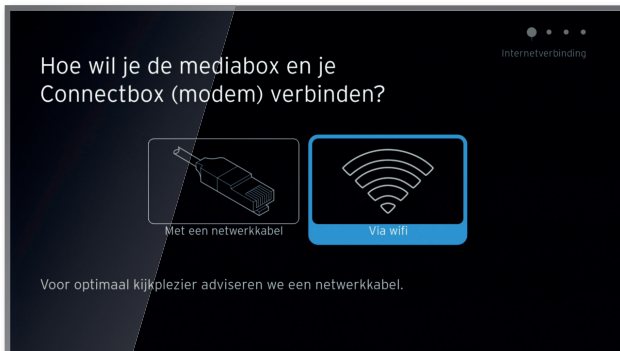 Internetverbinding
Hoe wil je de mediabox en je
Connectbox (modem) verbinden?
Met een netwerkkabel
Via wifi
Voor optimaal kijkplezier adviseren we een netwerkkabel.